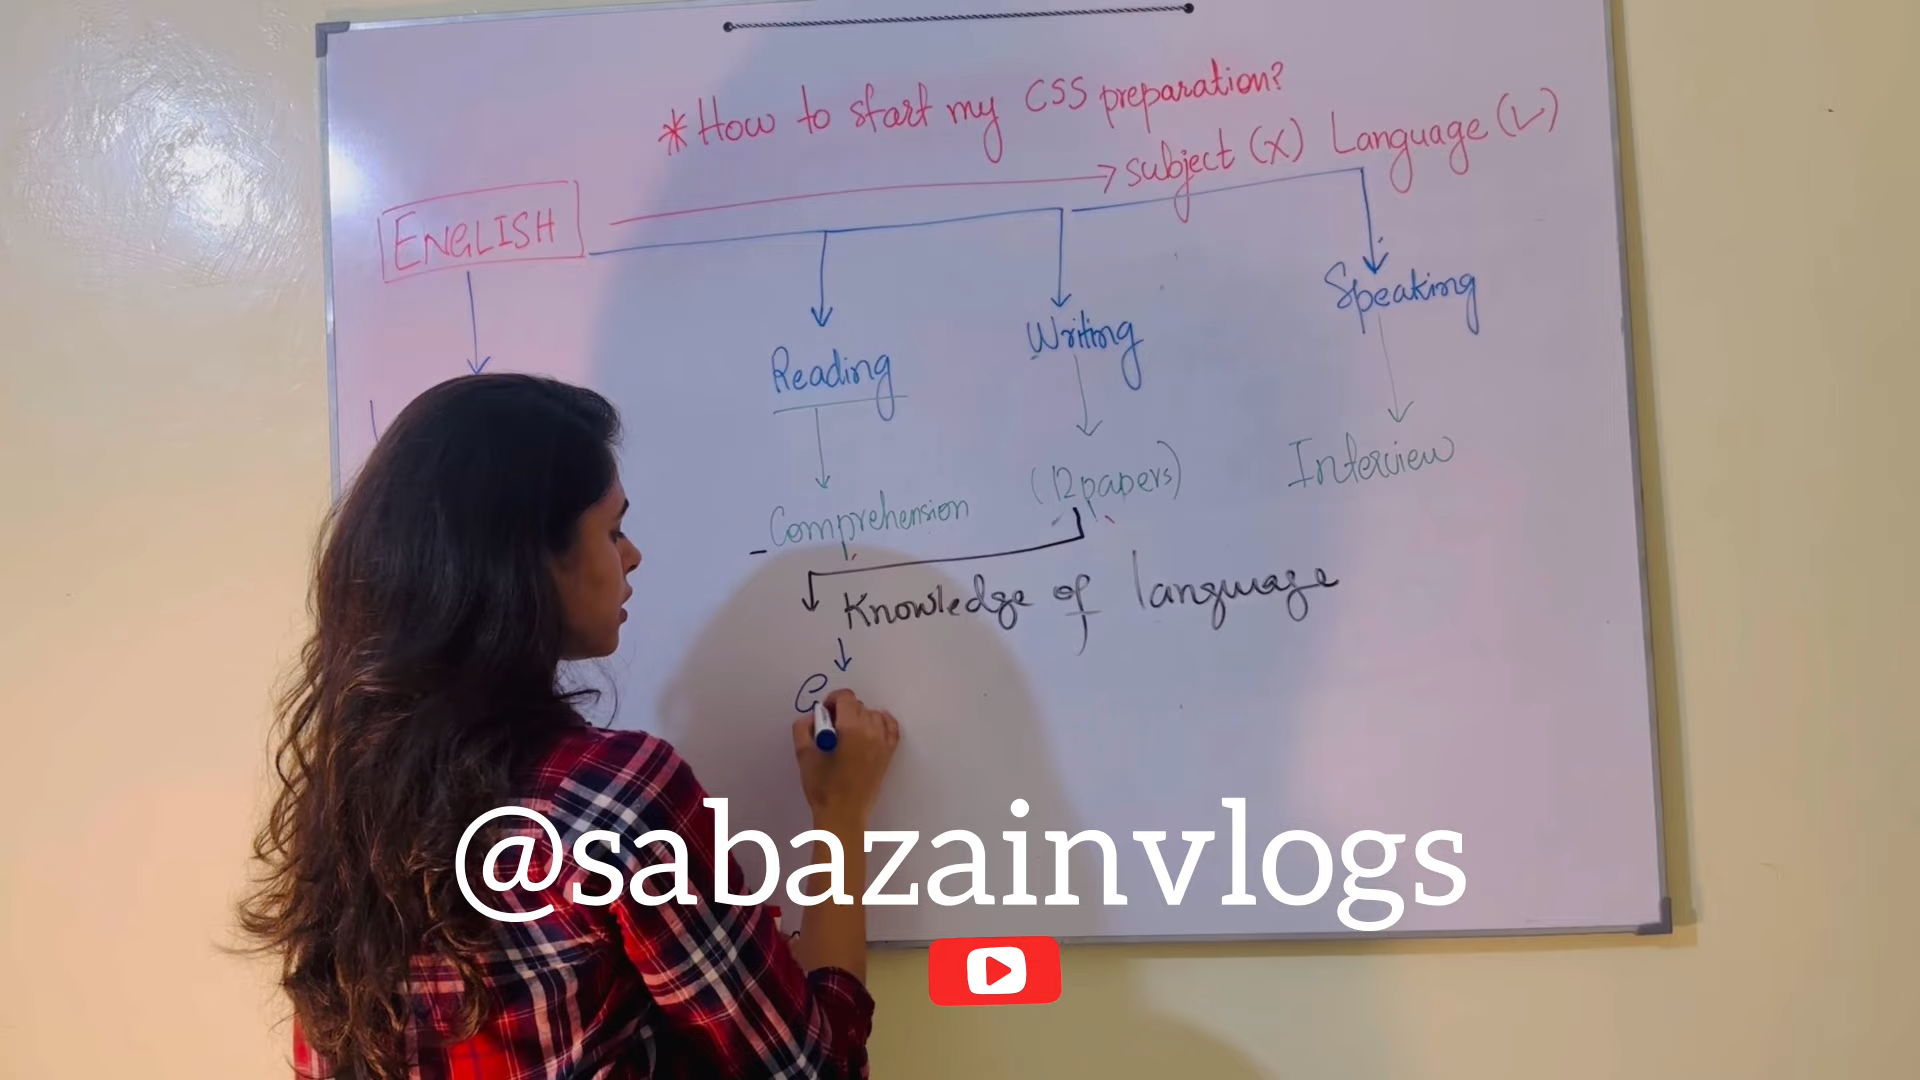 *How to start my CSS preparation?
ENGLISH → subject (X) Language (✓)
Reading
Writing
Speaking
Comprehension
(12 papers)
Interview
Knowledge of language
G
@sabazainvlogs